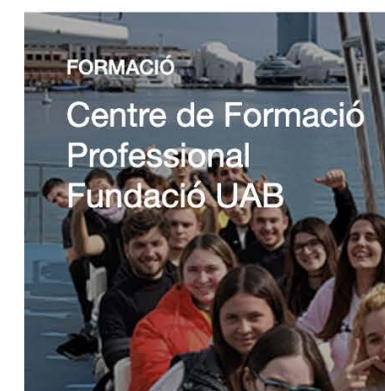 FORMACIÓ
Centre de Formació
Professional
Fundació UAB